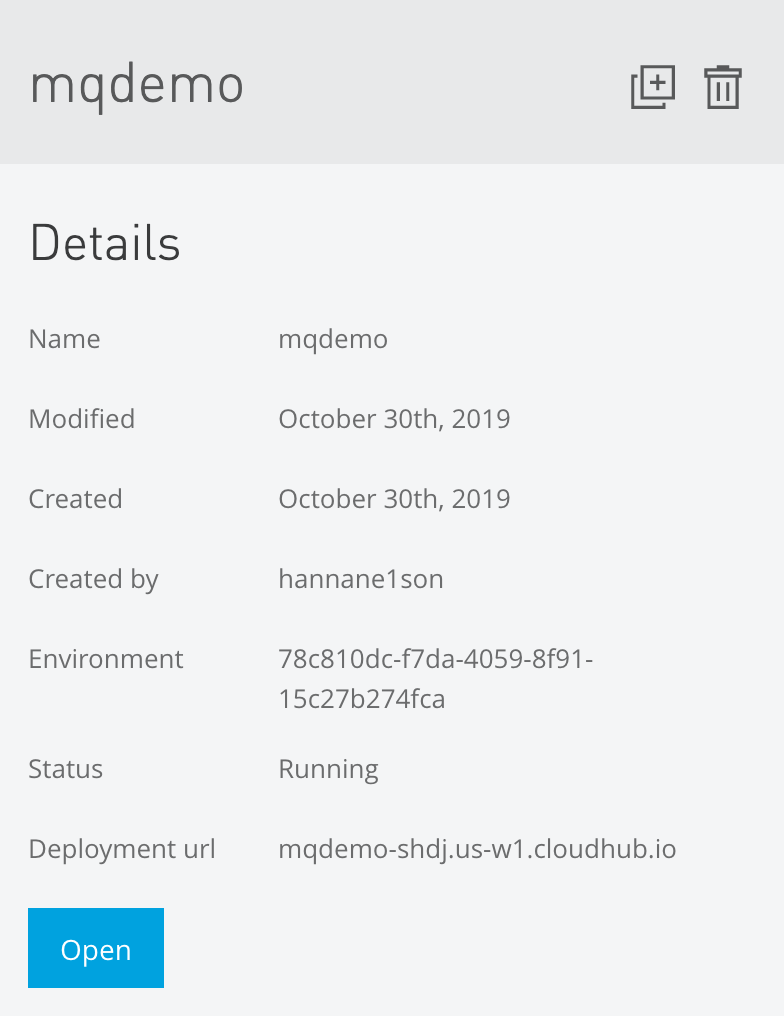 mqdemo
Details
Name mqdemo
Modified October 30th, 2019
Created October 30th, 2019
Created by hannane1son
Environment 78c810dc-f7da-4059-8f91-
15c27b274fca
Status Running
Deployment url mqdemo-shdj.us-w1.cloudhub.io
Open